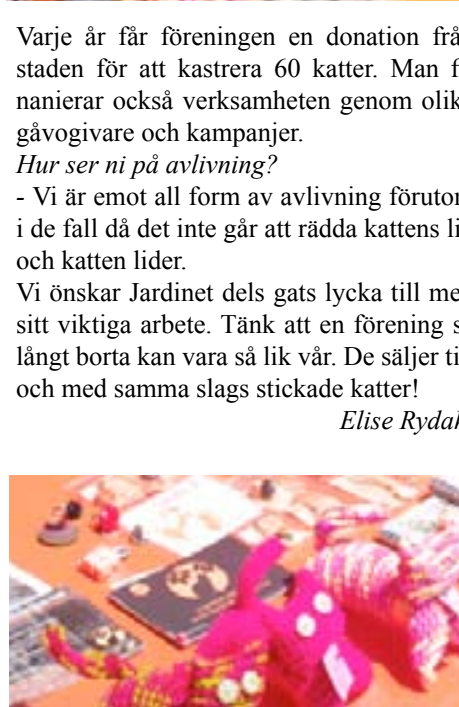 Varje år får föreningen en donation frå
staden för att kastrera 60 katter. Man f
nanierar också verksamheten genom olik
gåvogivare och kampanjer.
Hur ser ni på avlivning?
- Vi är emot all form av avlivning föruto
i de fall då det inte går att rädda kattens li
och katten lider.
Vi önskar Jardinet dels gats lycka till me
sitt viktiga arbete. Tänk att en förening s
långt borta kan vara så lik vår. De säljer ti
och med samma slags stickade katter!
Elise Ryda